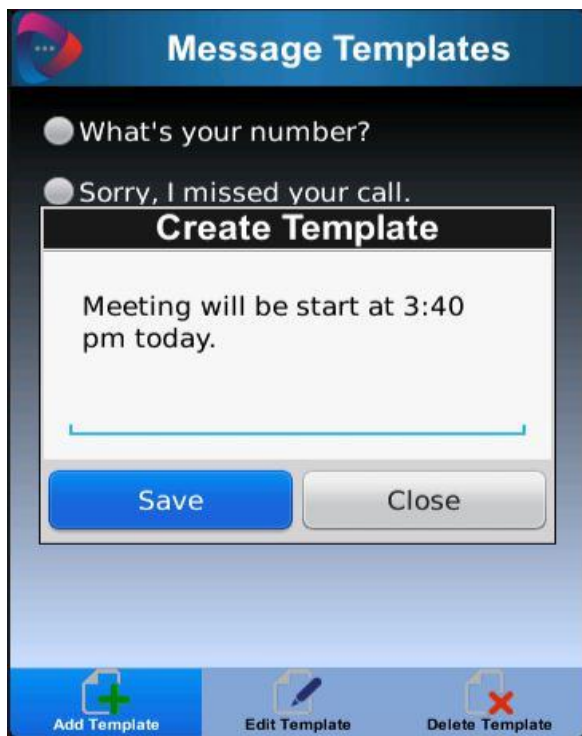 Message Templates
What's your number?
Sorry, I missed your call.
Create Template
Meeting will be start at 3:40
pm today.
Save
Close
Add Template
Edit Template
Delete Template